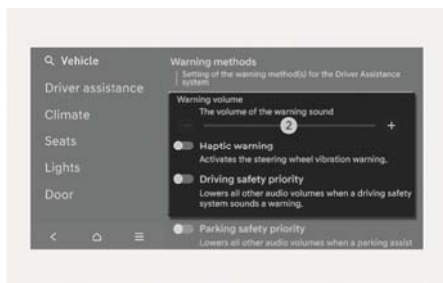 Vehicle
Driver assistance
Climate
Seats
Lights
Door
Warning methods
Setting of the warning method(s) for the Driver Assistance
system
Warning volume
The volume of the warning sound
2
Haptic warning
Activates the steering wheel vibration warning.
Driving safety priority
Lowers all other audio volumes when a driving safety
system sounds a warning.
Parking safety priority
Lowers all other audio volumes when a parking assist